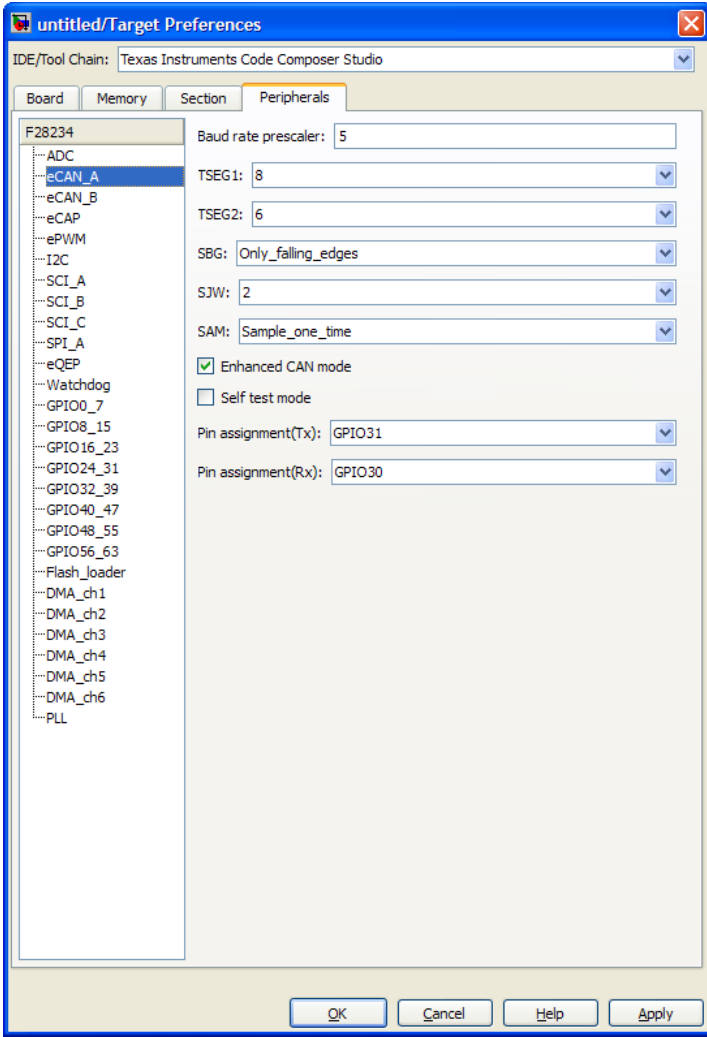 untitled/Target Preferences
IDE/Tool Chain: Texas Instruments Code Composer Studio
Board Memory Section Peripherals
F28234
ADC
eCAN_A
eCAN_B
eCAP
ePWM
I2C
SCI_A
SCI_B
SCI_C
SPI_A
eQEP
Watchdog
GPIO0_7
GPIO8_15
GPIO16_23
GPIO24_31
GPIO32_39
GPIO40_47
GPIO48_55
GPIO56_63
Flash_loader
DMA_ch1
DMA_ch2
DMA_ch3
DMA_ch4
DMA_ch5
DMA_ch6
PLL
Baud rate prescaler: 5
TSEG1: 8
TSEG2: 6
SBG: Only_falling_edges
SJW: 2
SAM: Sample_one_time
Enhanced CAN mode
Self test mode
Pin assignment(Tx): GPIO31
Pin assignment(Rx): GPIO30
OK Cancel Help Apply